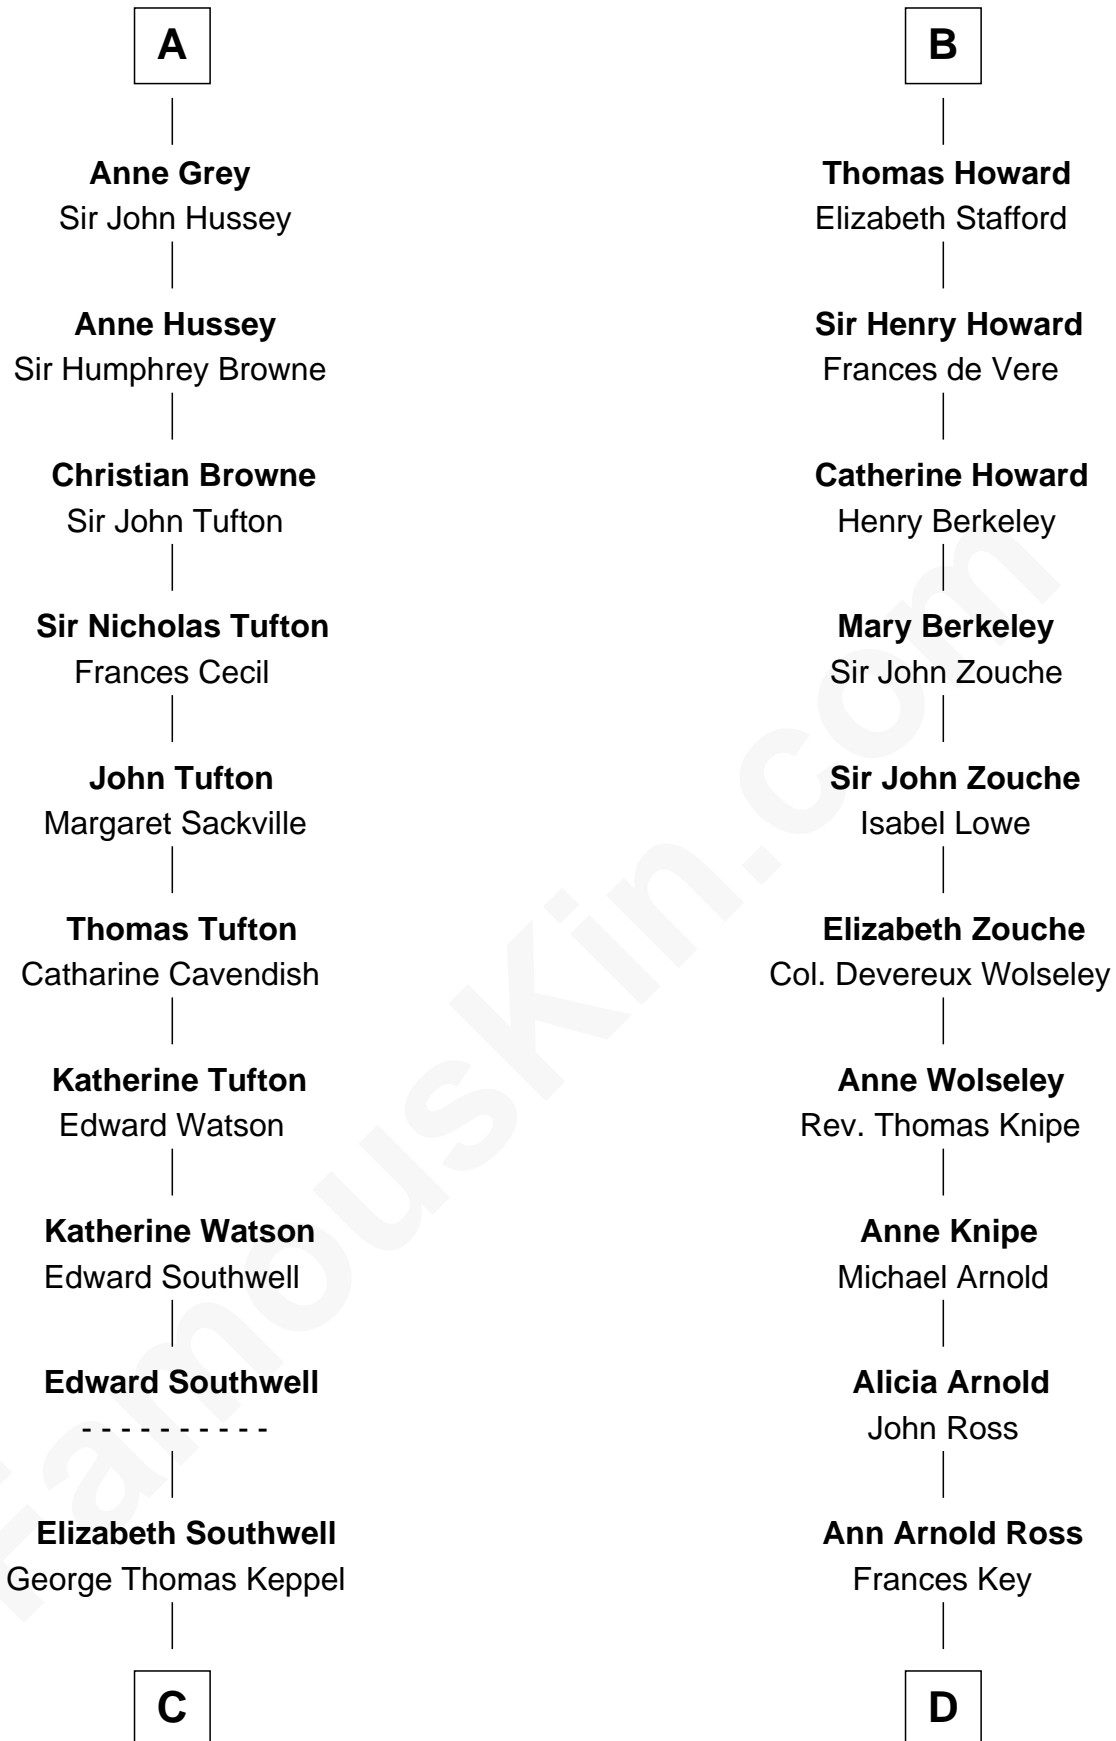 A
Anne Grey
Sir John Hussey
Anne Hussey
Sir Humphrey Browne
Christian Browne
Sir John Tufton
Sir Nicholas Tufton
Frances Cecil
John Tufton
Margaret Sackville
Thomas Tufton
Catharine Cavendish
Katherine Tufton
Edward Watson
Katherine Watson
Edward Southwell
Edward Southwell
- - - - - - - - - -
Elizabeth Southwell
George Thomas Keppel
C
B
Thomas Howard
Elizabeth Stafford
Sir Henry Howard
Frances de Vere
Catherine Howard
Henry Berkeley
Mary Berkeley
Sir John Zouche
Sir John Zouche
Isabel Lowe
Elizabeth Zouche
Col. Devereux Wolseley
Anne Wolseley
Rev. Thomas Knipe
Anne Knipe
Michael Arnold
Alicia Arnold
John Ross
Ann Arnold Ross
Frances Key
D
FamousKin.com